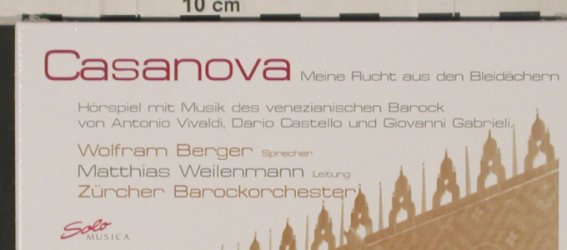 10 cm
Casanova Meine Flucht aus den Bleidächern
Hörspiel mit Musik des venezianischen Barock
von Antonio Vivaldi, Dario Castello und Giovanni Gabrieli
Wolfram Berger Sprecher
Matthias Weilenmann Leitung
Zürcher Barockorchester
Solo
MUSICA